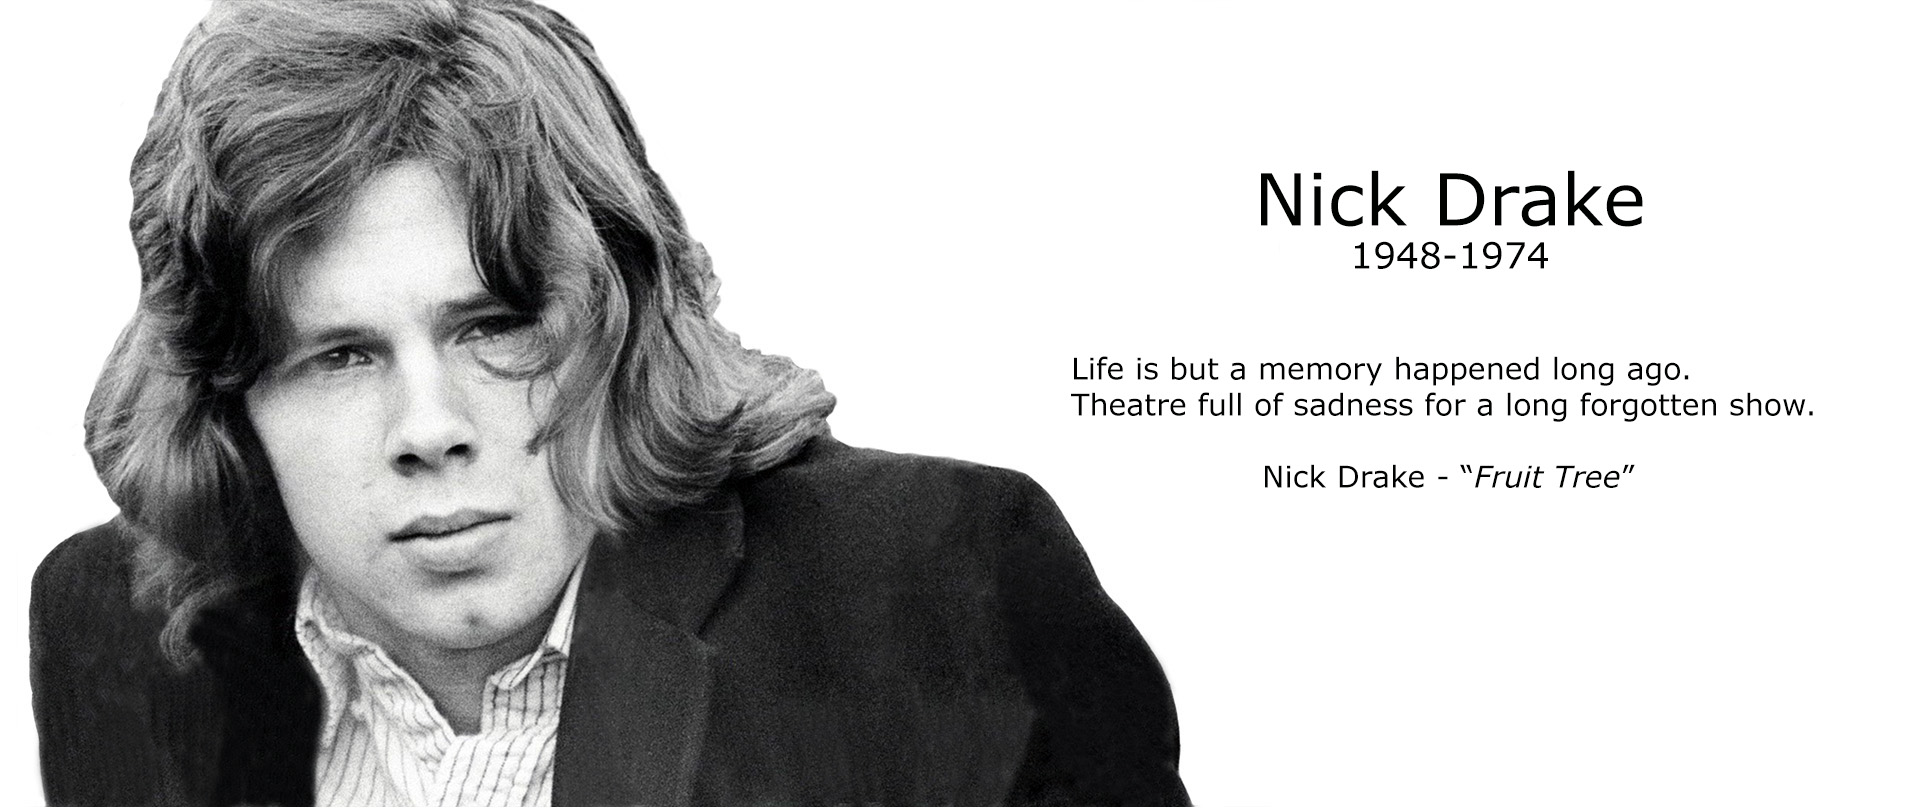 Nick Drake
1948-1974
Life is but a memory happened long ago.
Theatre full of sadness for a long forgotten show.
Nick Drake - “Fruit Tree”